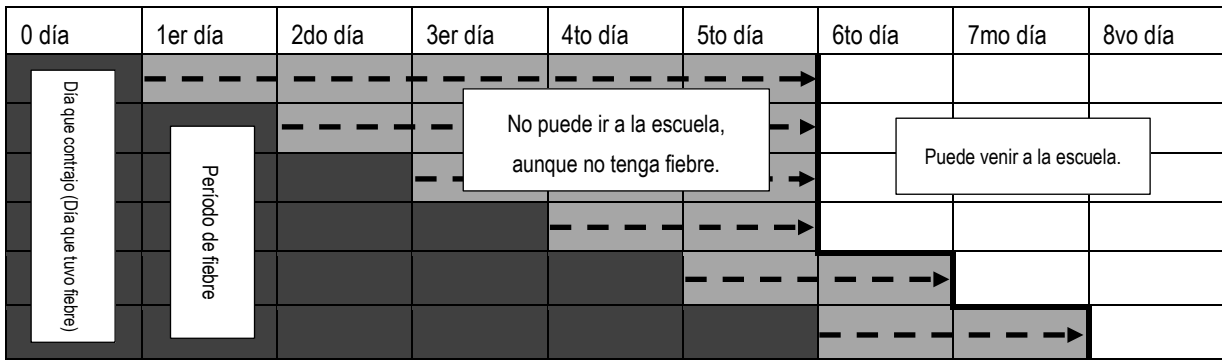 0 día
1er día
2do día
3er día
4to día
5to día
6to día
7mo día
8vo día
Día que contrajo (Día que tuvo fiebre)
Período de fiebre
No puede ir a la escuela,
aunque no tenga fiebre.
Puede venir a la escuela.